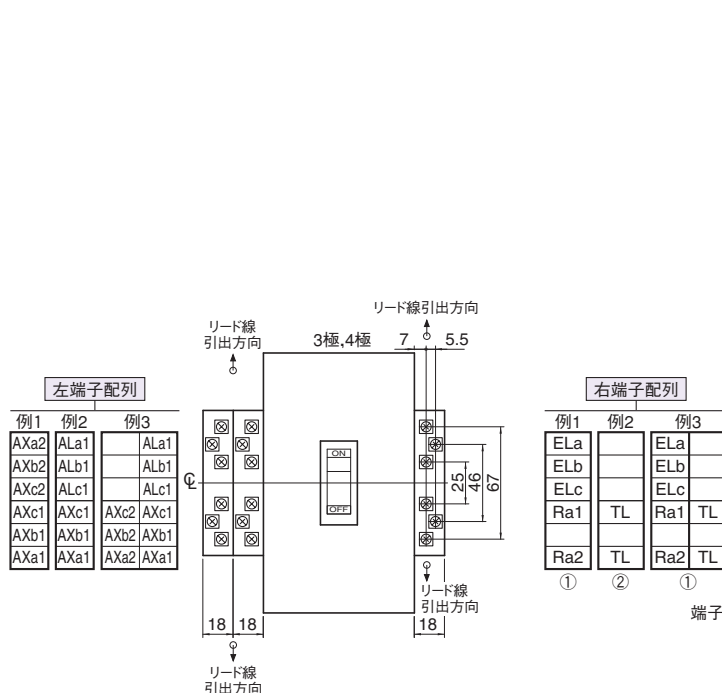 リード線引出方向
リード線
引出方向
3極,4極
7
5.5
左端子配列
例1 例2 例3
AXa2 ALa1 ALa1
AXb2 ALb1 ALb1
AXc2 ALc1 ALc1
AXc1 AXc1 AXc2 AXc1
AXb1 AXb1 AXb2 AXb1
AXa1 AXa1 AXa2 AXa1
℄
ON
OFF
25
46
67
18 18
18
リード線
引出方向
リード線
引出方向
右端子配列
例1 例2 例3
ELa ELa
ELb ELb
ELc ELc
Ra1 TL Ra1 TL
Ra2 TL Ra2 TL
① ② ①
端子